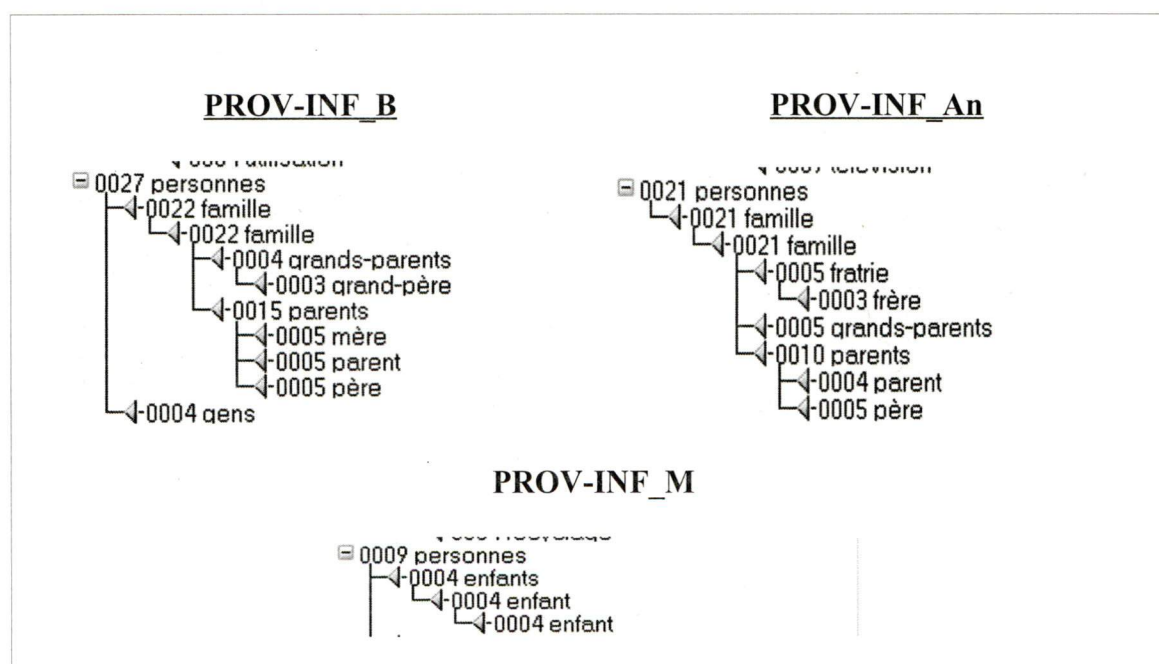 PROV-INF_B
0027 personnes
0022 famille
0022 famille
0004 grands-parents
0003 grand-père
0015 parents
0005 mère
0005 parent
0005 père
0004 gens
PROV-INF_An
0021 personnes
0021 famille
0021 famille
0005 fratrie
0003 frère
0005 grands-parents
0010 parents
0004 parent
0005 père
PROV-INF_M
0009 personnes
0004 enfants
0004 enfant
0004 enfant